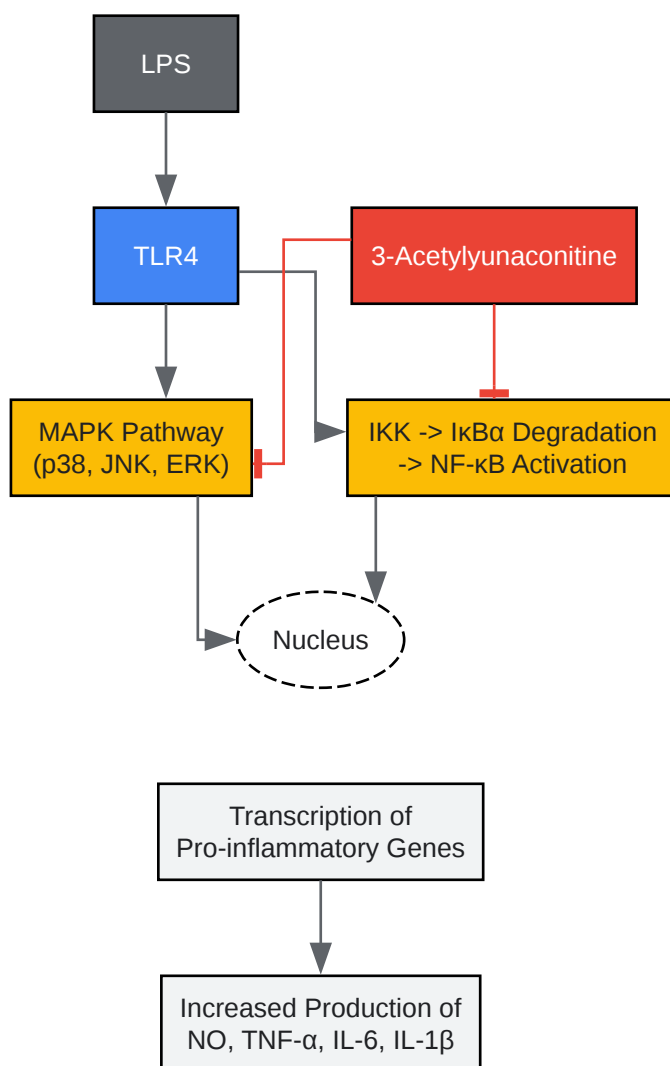 LPS
TLR4
3-Acetylyunaconitine
MAPK Pathway
(p38, JNK, ERK)
IKK -> IκBα Degradation
-> NF-κB Activation
Nucleus
Transcription of
Pro-inflammatory Genes
Increased Production of
NO, TNF-α, IL-6, IL-1β